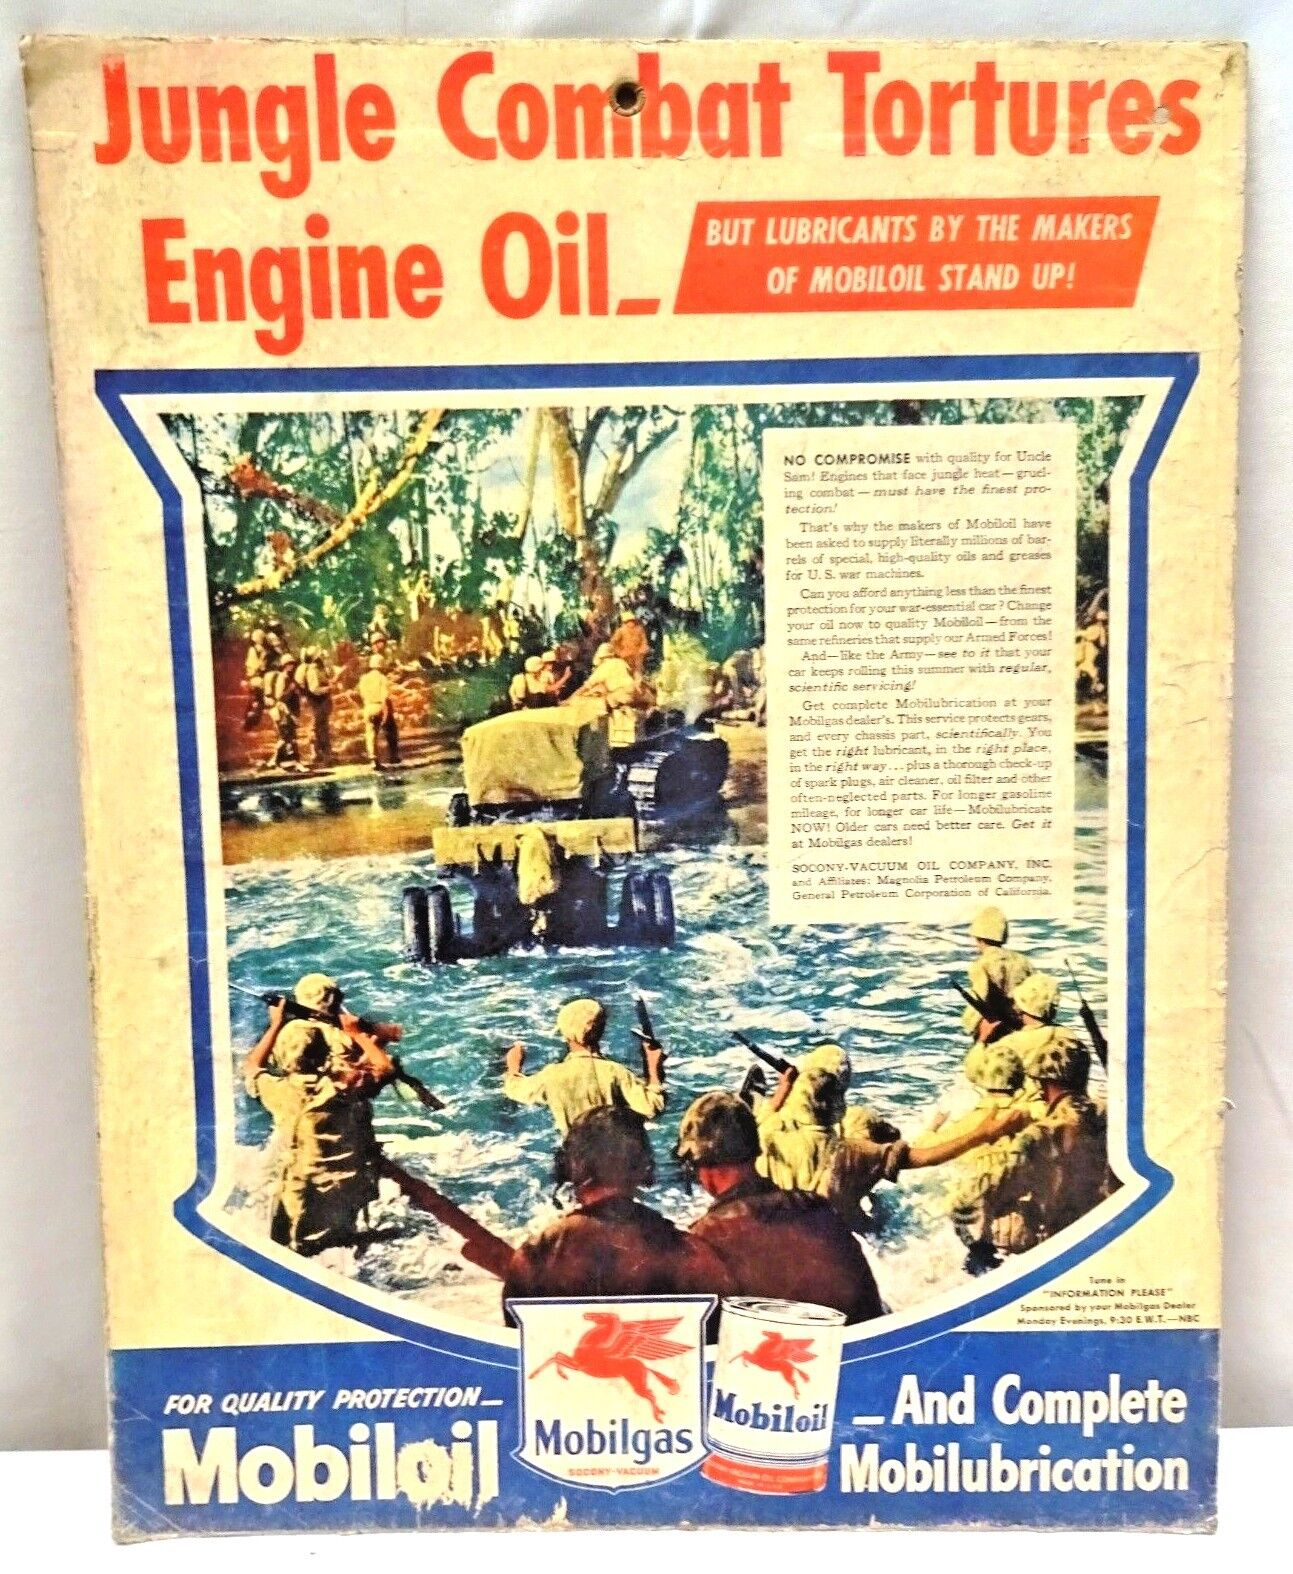 Jungle Combat Tortures
Engine Oil—
BUT LUBRICANTS BY THE MAKERS
OF MOBILOIL STAND UP!
NO COMPROMISE with quality for Uncle
Sam! Engines that face jungle heat—gruel-
ing combat—must have the finest pro-
tection!
That's why the makers of Mobiloil have
been asked to supply literally millions of bar-
rels of special, high-quality oils and greases
for U.S. war machines.
Can you afford anything less than the finest
protection for your war-essential car? Change
your oil now to quality Mobiloil—from the
same refineries that supply our Armed Forces!
And—like the Army—see to it that your
car keeps rolling this summer with regular,
scientific servicing!
Get complete Mobilubrication at your
Mobilgas dealer's. This service protects gears,
and every chassis part, scientifically. You
get the right lubricant, in the right place,
in the right way... plus a thorough check-up
of spark plugs, air cleaner, oil filter and other
often-neglected parts. For longer gasoline
mileage, for longer car life—Mobilubricate
NOW! Older cars need better care. Get it
at Mobilgas dealers!
SOCONY-VACUUM OIL COMPANY, INC.
and Affiliates: Magnolia Petroleum Company,
General Petroleum Corporation of California.
Tune in
"INFORMATION PLEASE"
Sponsored by your Mobilgas Dealer
Monday Evenings, 9:30 E.W.T.—NBC
FOR QUALITY PROTECTION—
Mobiloil
Mobilgas
SOCONY-VACUUM
Mobiloil
—And Complete
Mobilubrication